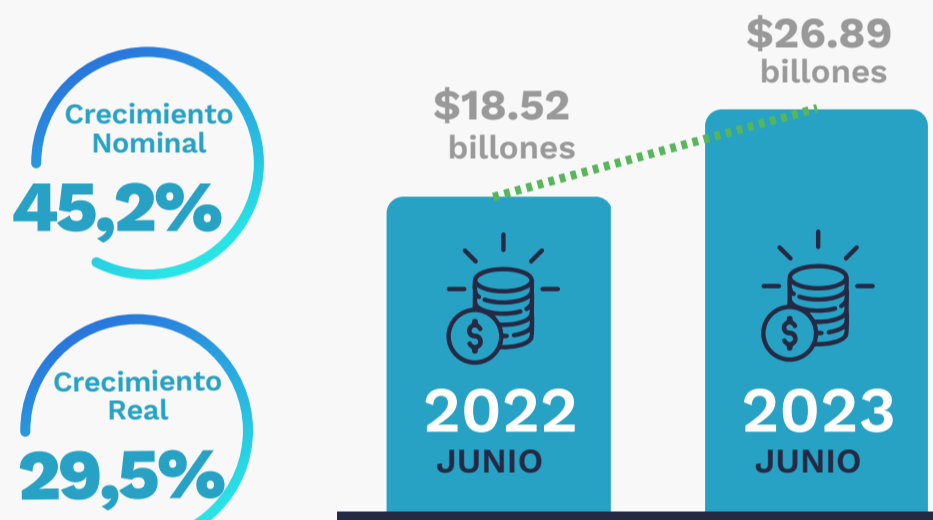 Crecimiento
Nominal
45,2%
Crecimiento
Real
29,5%
$18.52
billones
$26.89
billones
$
2022
JUNIO
$
2023
JUNIO